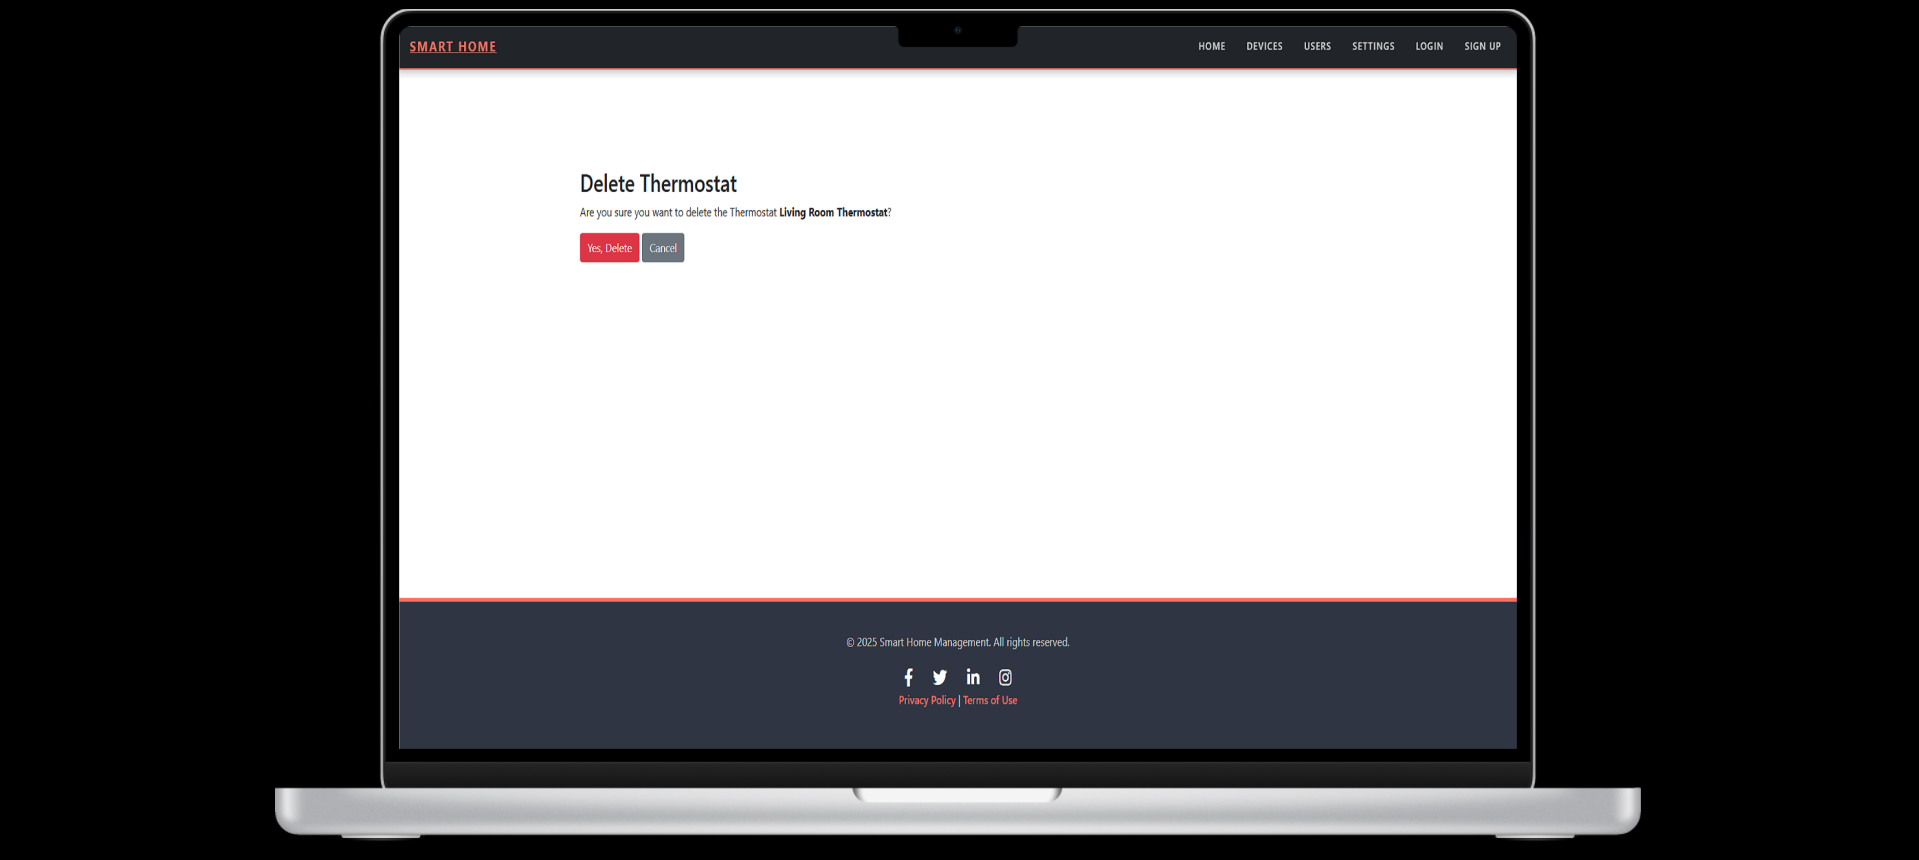 SMART HOME
HOME DEVICES USERS SETTINGS LOGIN SIGN UP
Delete Thermostat
Are you sure you want to delete the Thermostat Living Room Thermostat?
Yes, Delete Cancel
© 2025 Smart Home Management. All rights reserved.
Privacy Policy | Terms of Use